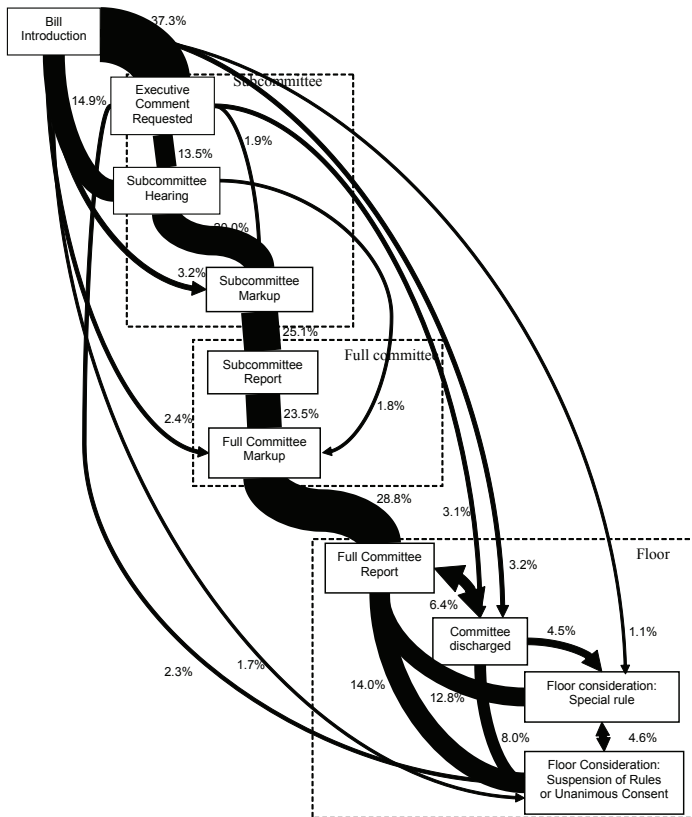 37.3%
Bill
Introduction
Subcommittee
Executive
Comment
Requested
14.9%
1.9%
13.5%
Subcommittee
Hearing
20.0%
3.2%
Subcommittee
Markup
25.1%
Full committee
Subcommittee
Report
23.5%
1.8%
2.4%
Full Committee
Markup
28.8%
3.1%
Floor
Full Committee
Report
3.2%
6.4%
Committee
discharged
4.5%
1.1%
2.3%
1.7%
14.0%
12.8%
Floor consideration:
Special rule
8.0%
4.6%
Floor Consideration:
Suspension of Rules
or Unanimous Consent